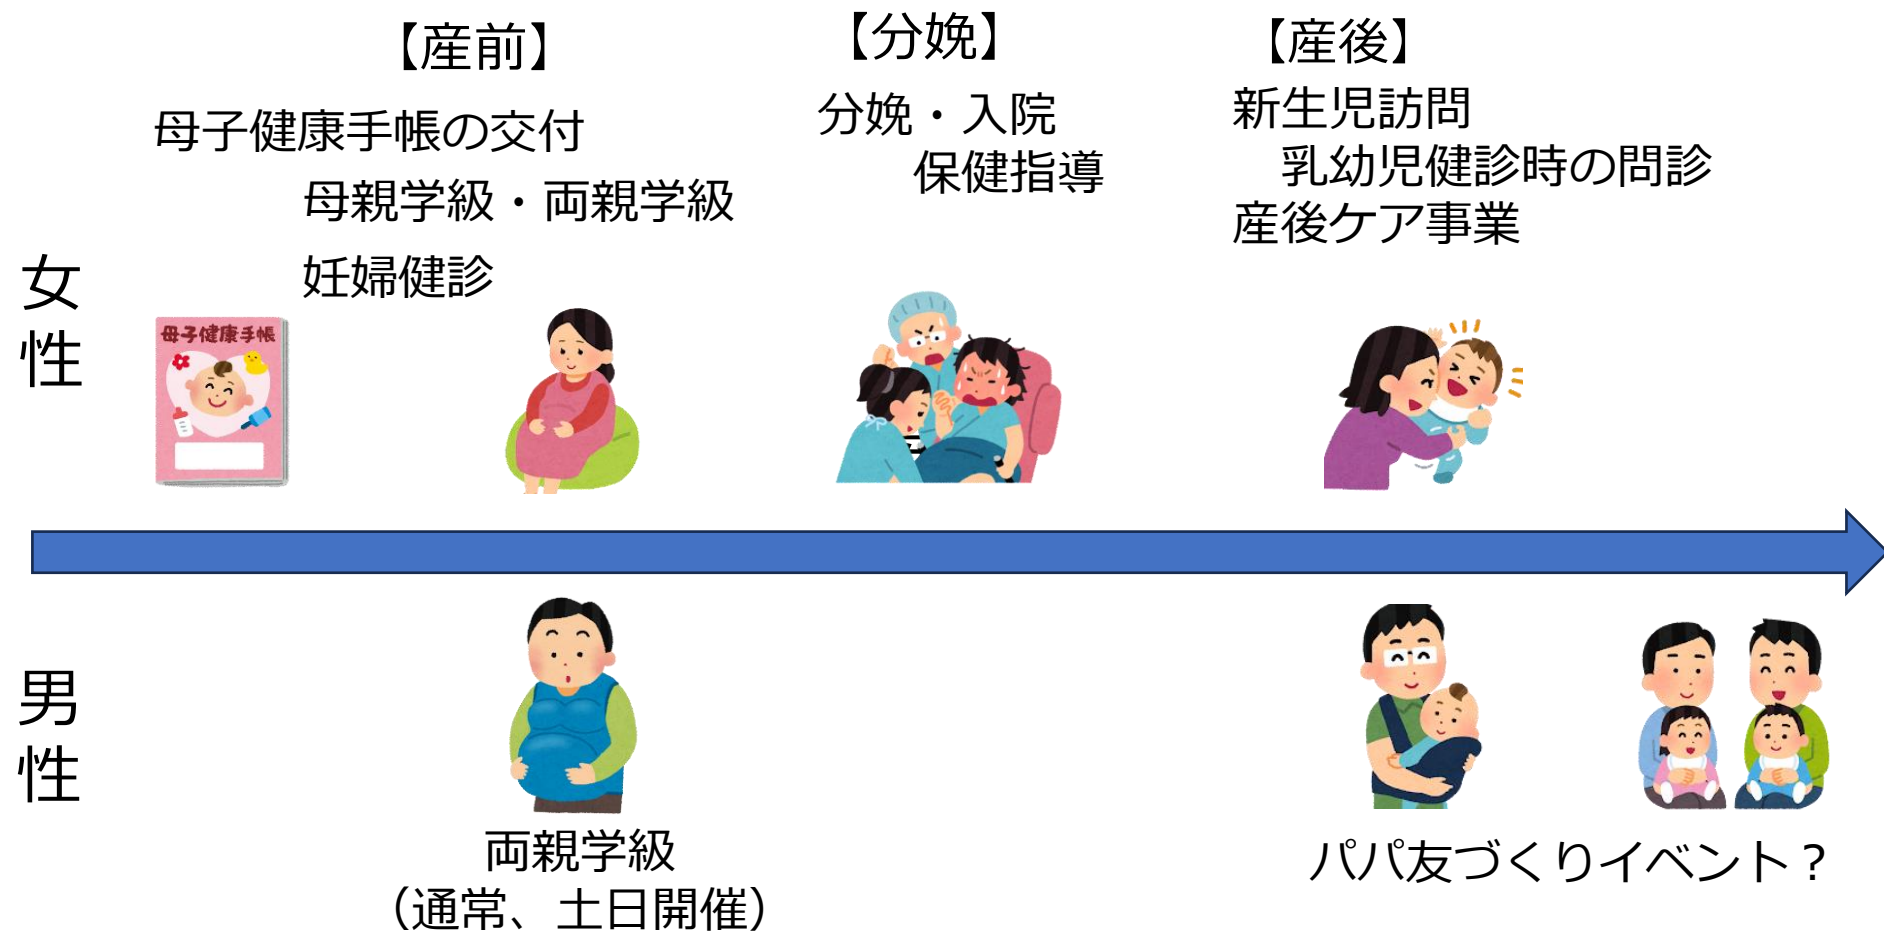 【産前】
母子健康手帳の交付
母親学級・両親学級
妊婦健診
【分娩】
分娩・入院
保健指導
【産後】
新生児訪問
乳幼児健診時の問診
産後ケア事業
女性
母子健康手帳
男性
両親学級
（通常、土日開催）
パパ友づくりイベント？